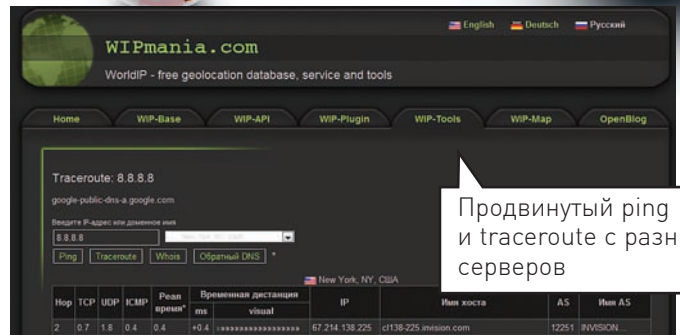 English Deutsch Русский
WIPmania.com
WorldIP - free geolocation database, service and tools
Home WIP-Base WIP-API WIP-Plugin WIP-Tools WIP-Map OpenBlog
Traceroute: 8.8.8.8
google-public-dns-a.google.com
Введите IP-адрес или доменное имя
8.8.8.8
Ping Traceroute Whois Обратный DNS *
New York, NY, США
Hop TCP UDP ICMP Реал время* Временная дистанция IP Имя хоста AS Имя AS
ms visual
2 0.7 1.8 0.4 0.4 +0.4 67.214.138.225 cl138-225.invision.com 12251 INVISION
Продвинутый ping
и traceroute с разн
серверов